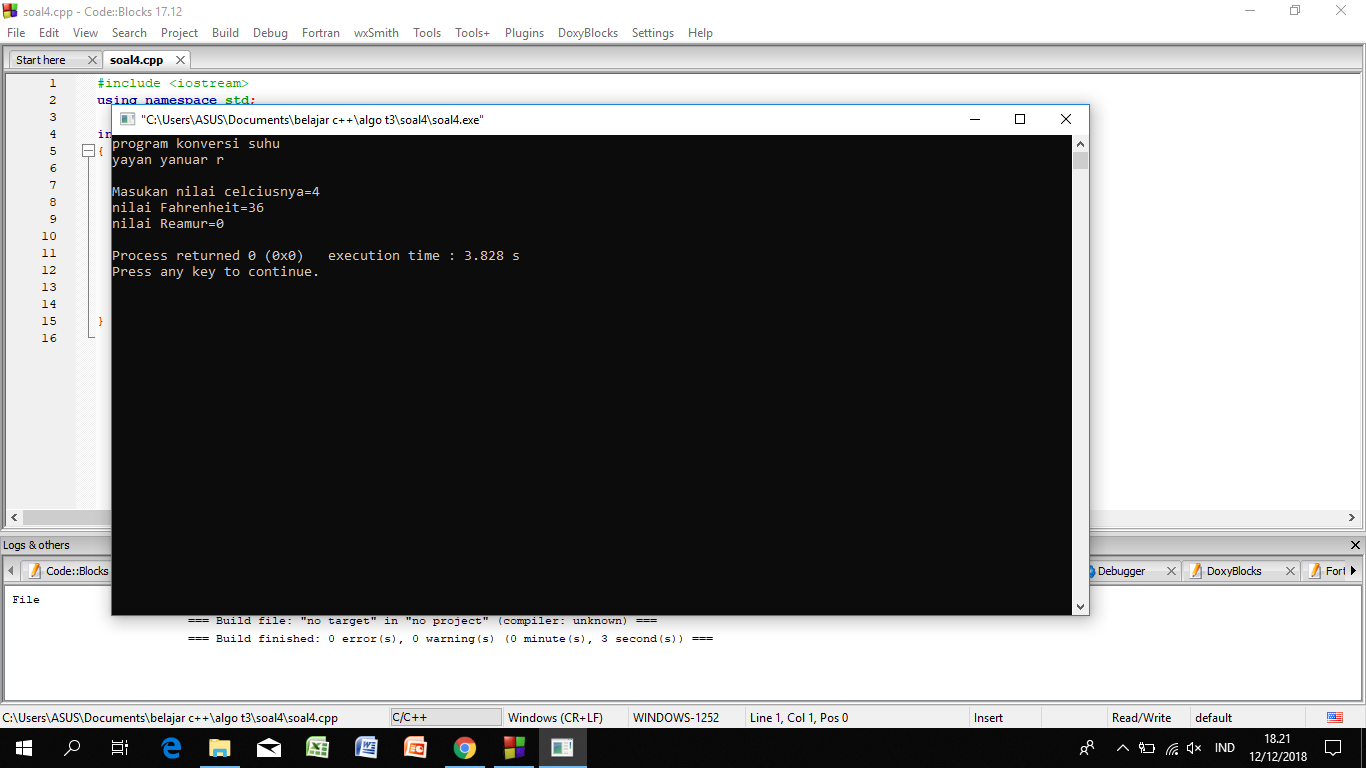 soal4.cpp - Code::Blocks 17.12
File Edit View Search Project Build Debug Fortran wxSmith Tools Tools+ Plugins DoxyBlocks Settings Help
Start here soal4.cpp
1 #include <iostream>
2 using namespace std;
3
4 in
5 {
6
7
8
9
10
11
12
13
14
15 }
16
"C:\Users\ASUS\Documents\belajar c++\algo t3\soal4\soal4.exe"
program konversi suhu
yayan yanuar r
Masukan nilai celciusnya=4
nilai Fahrenheit=36
nilai Reamur=0
Process returned 0 (0x0) execution time : 3.828 s
Press any key to continue.
Logs & others
Code::Blocks Debugger DoxyBlocks Fort
File
=== Build file: "no target" in "no project" (compiler: unknown) ===
=== Build finished: 0 error(s), 0 warning(s) (0 minute(s), 3 second(s)) ===
C:\Users\ASUS\Documents\belajar c++\algo t3\soal4\soal4.cpp C/C++ Windows (CR+LF) WINDOWS-1252 Line 1, Col 1, Pos 0 Insert Read/Write default
IND 18.21
12/12/2018